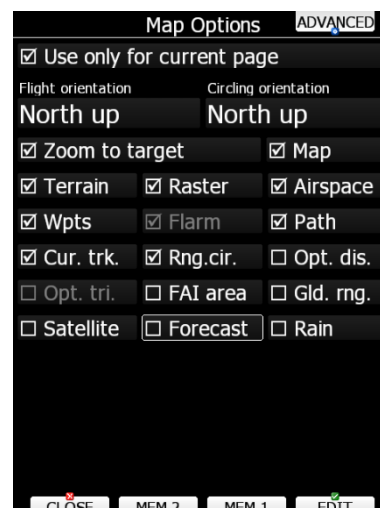 Map Options ADVANCED
Use only for current page
Flight orientation Circling orientation
North up North up
Zoom to target Map
Terrain Raster Airspace
Wpts Flarm Path
Cur. trk. Rng.cir. Opt. dis.
Opt. tri. FAI area Gld. rng.
Satellite Forecast Rain
CLOSE MEM 2 MEM 1 EDIT